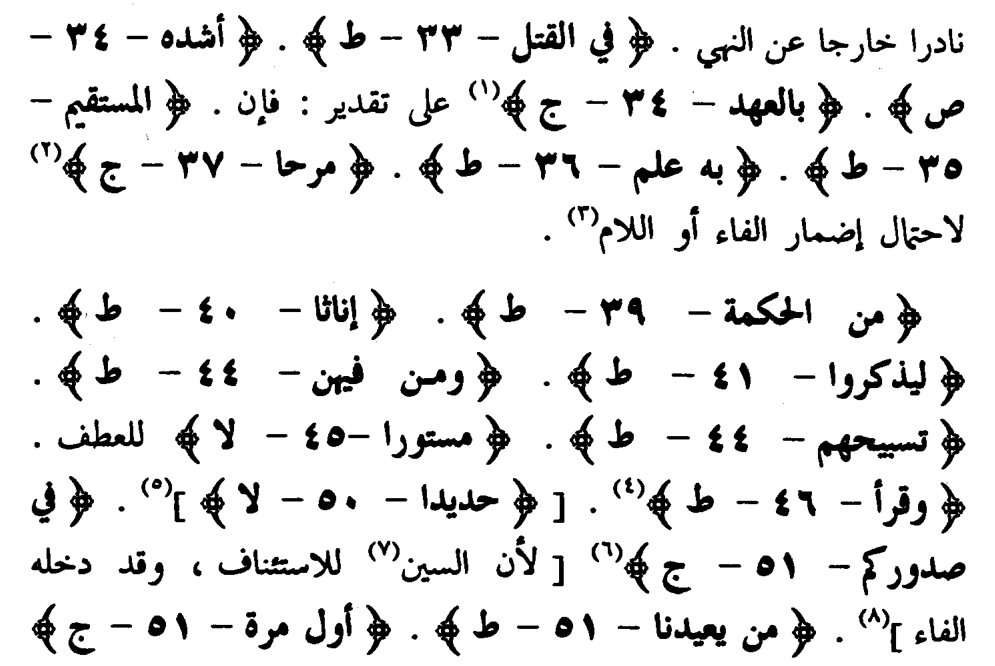 نادرا خارجا عن النهي . ﴿ في القتل – ٣٣ – ط ﴾ . ﴿ أشده – ٣٤ –
ص ﴾ . ﴿ بالعهد – ٣٤ – ج ﴾(١) على تقدير : فإن . ﴿ المستقيم –
٣٥ – ط ﴾ . ﴿ به علم – ٣٦ – ط ﴾ . ﴿ مرحا – ٣٧ – ج ﴾(٢)
لاحتمال إضمار الفاء أو اللام(٣) .
﴿ من الحكمة – ٣٩ – ط ﴾ . ﴿ إناثا – ٤٠ – ط ﴾ .
﴿ ليذكروا – ٤١ – ط ﴾ . ﴿ ومن فيهن – ٤٤ – ط ﴾ .
﴿ تسبيحهم – ٤٤ – ط ﴾ . ﴿ مستورا –٤٥ – لا ﴾ للعطف .
﴿ وقرأ – ٤٦ – ط ﴾(٤) . [ ﴿ حديدا – ٥٠ – لا ﴾ ](٥) . ﴿ في
صدوركم – ٥١ – ج ﴾(٦) [ لأن السين(٧) للاستئناف ، وقد دخله
الفاء ](٨) . ﴿ من يعيدنا – ٥١ – ط ﴾ . ﴿ أول مرة – ٥١ – ج ﴾